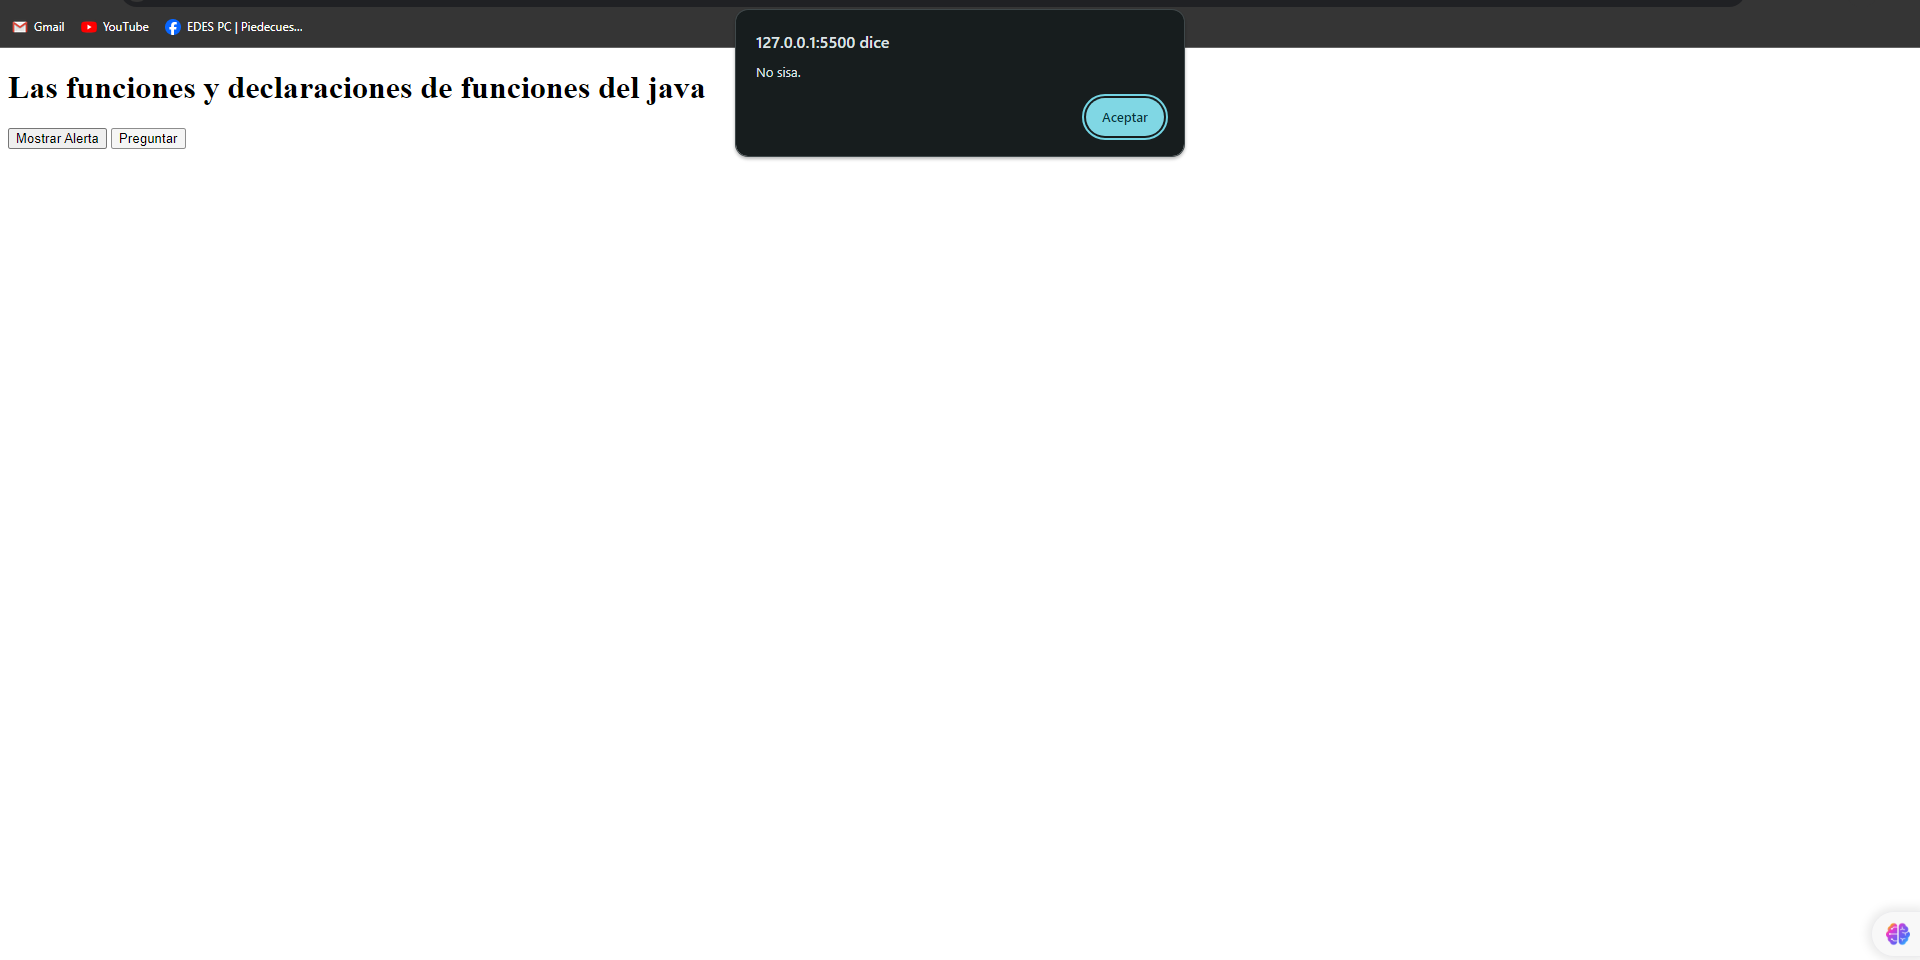 Gmail YouTube EDES PC | Piedecues...
127.0.0.1:5500 dice
No sisa.
Aceptar
Las funciones y declaraciones de funciones del java
Mostrar Alerta Preguntar